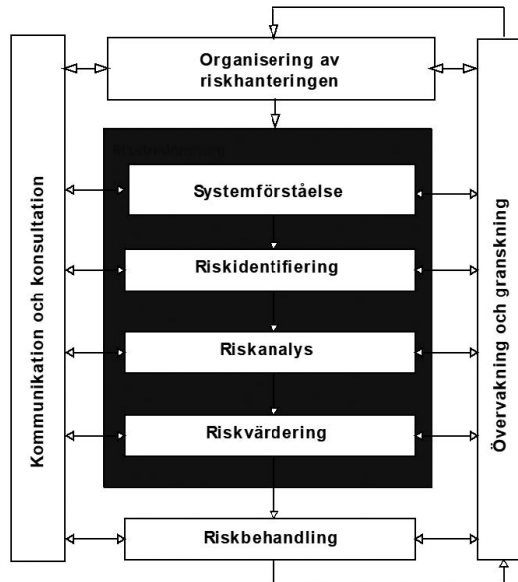 Organisering av
riskhanteringen
Kommunikation och konsultation
Systemförståelse
Riskidentifiering
Riskanalys
Riskvärdering
Riskbehandling
Övervakning och granskning